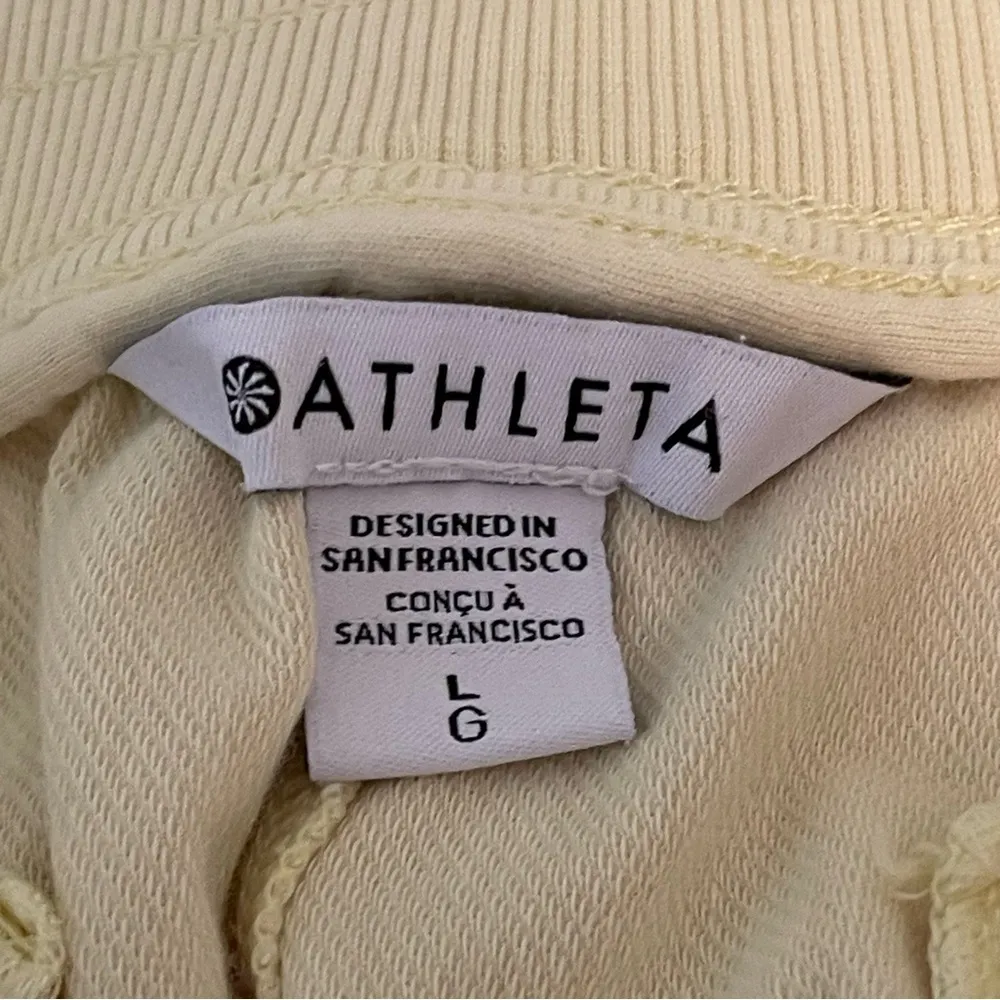 ATHLETA
DESIGNED IN
SAN FRANCISCO
CONÇU À
SAN FRANCISCO
L
G